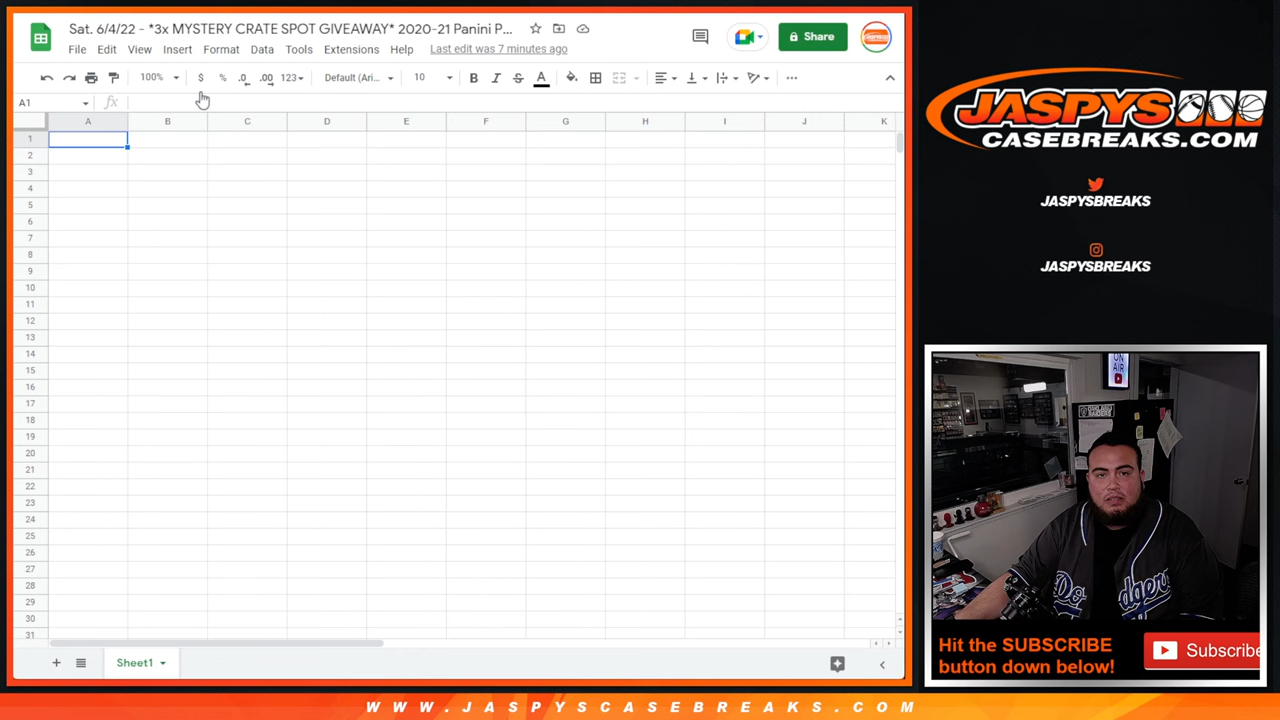 Sat. 6/4/22 - *3x MYSTERY CRATE SPOT GIVEAWAY* 2020-21 Panini P...
File Edit View Insert Format Data Tools Extensions Help Last edit was 7 minutes ago
Share
100% $ % .0 .00 123 Default (Ari... 10 B I S A
A1 fx
A B C D E F G H I J K
1
2
3
4
5
6
7
8
9
10
11
12
13
14
15
16
17
18
19
20
21
22
23
24
25
26
27
28
29
30
31
Sheet1
JASPYS
CASEBREAKS.COM
JASPYSBREAKS
JASPYSBREAKS
ON
AIR
Dodgers
Hit the SUBSCRIBE
button down below!
Subscribe
WWW.JASPYSCASEBREAKS.COM